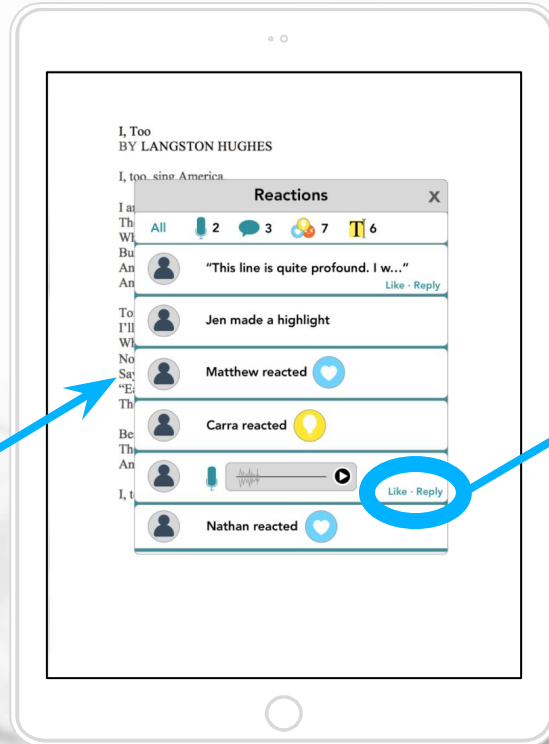 I, Too
BY LANGSTON HUGHES
I, too, sing America.
Reactions X
All 2 3 7 T 6
"This line is quite profound. I w..."
Like · Reply
Jen made a highlight
Matthew reacted
Carra reacted
Like · Reply
Nathan reacted